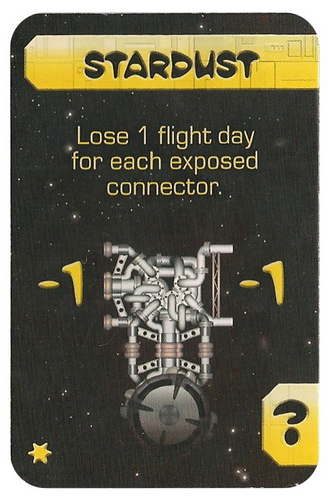 STARDUST
Lose 1 flight day
for each exposed
connector.
-1 -1
?